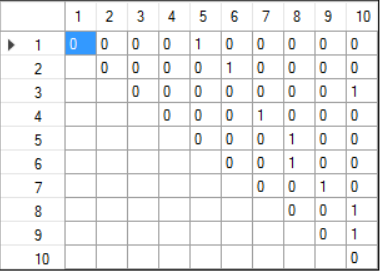 1 2 3 4 5 6 7 8 9 10
1 0 0 0 0 1 0 0 0 0 0
2 0 0 0 0 1 0 0 0 0
3 0 0 0 0 0 0 0 1
4 0 0 0 1 0 0 0
5 0 0 0 1 0 0
6 0 0 1 0 0
7 0 0 1 0
8 0 0 1
9 0 1
10 0